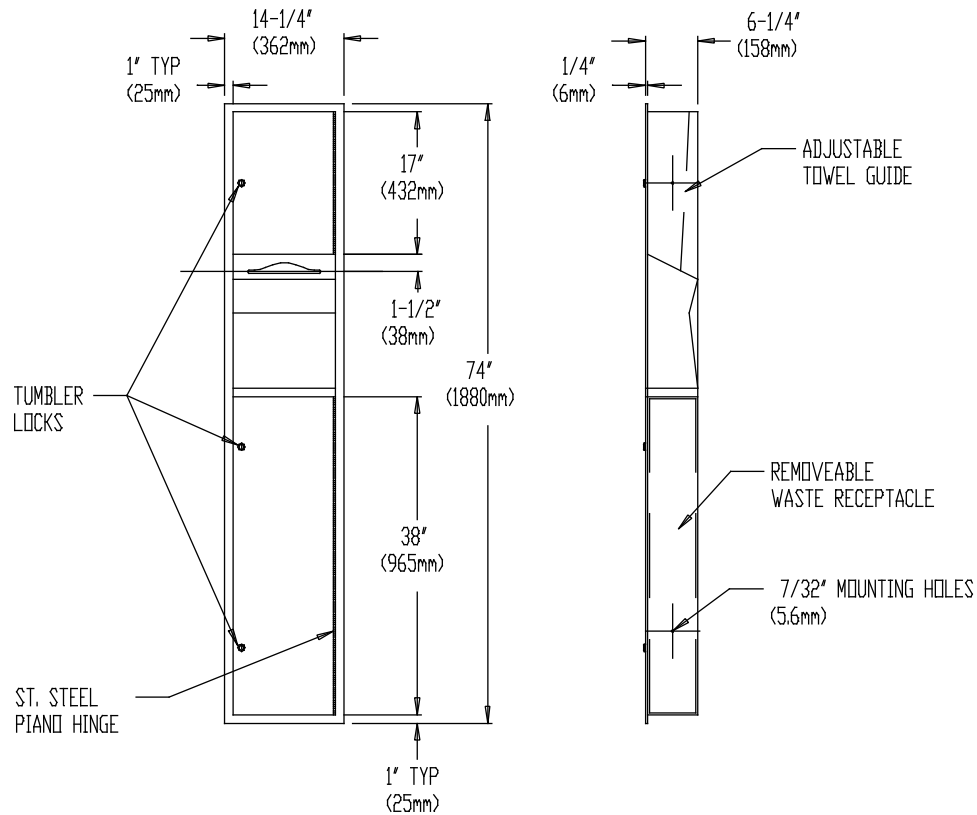 14-1/4"
(362mm)
6-1/4"
(158mm)
1" TYP
(25mm)
1/4"
(6mm)
17"
(432mm)
ADJUSTABLE
TOWEL GUIDE
1-1/2"
(38mm)
74"
(1880mm)
TUMBLER
LOCKS
REMOVEABLE
WASTE RECEPTACLE
38"
(965mm)
7/32" MOUNTING HOLES
(5.6mm)
ST. STEEL
PIANO HINGE
1" TYP
(25mm)